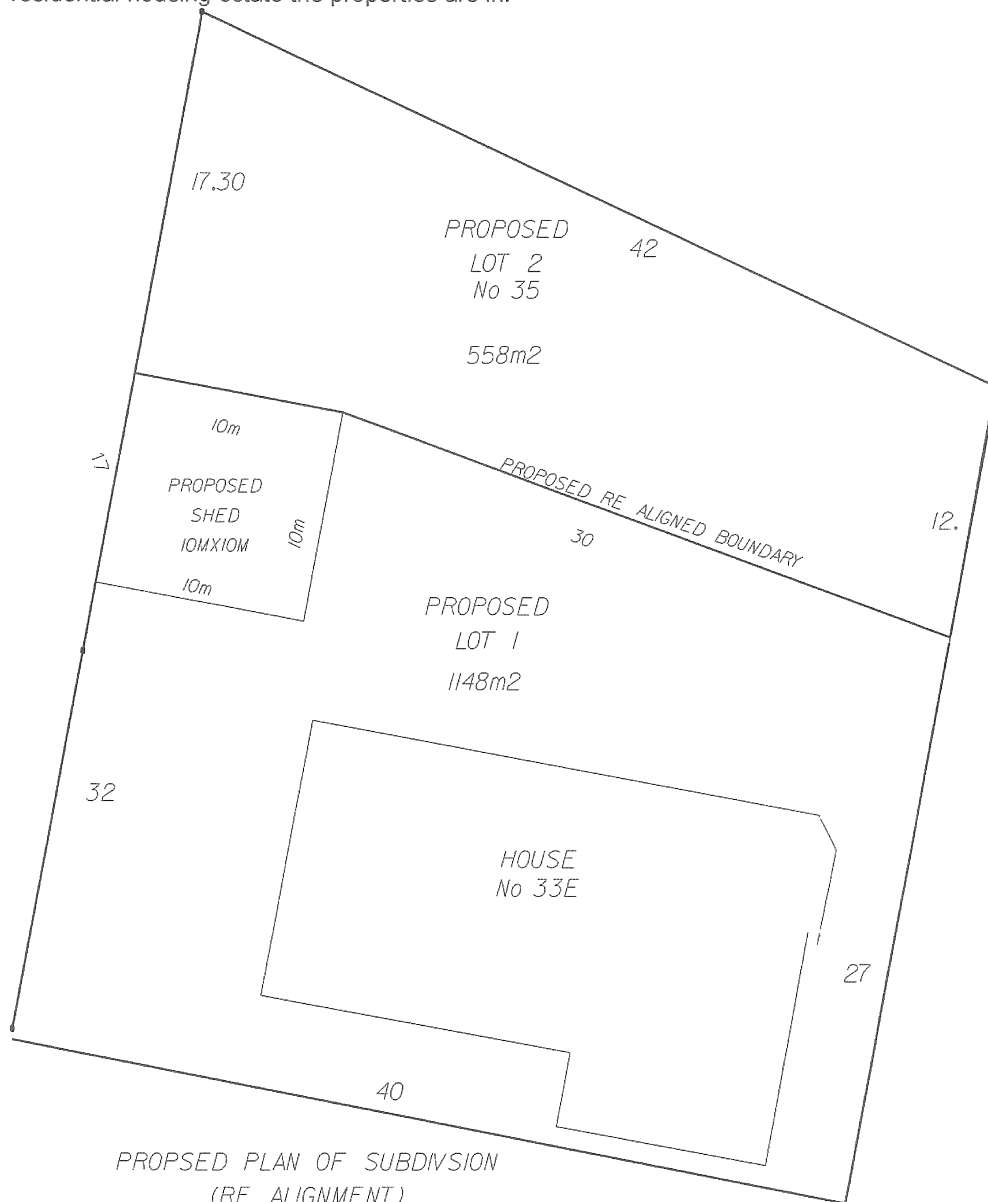 residential housing estate the properties are in.
17.30
PROPOSED
LOT 2
No 35
42
558m2
10m
17
PROPOSED
SHED
10MX10M
10m
10m
PROPOSED RE ALIGNED BOUNDARY
30
12.
PROPOSED
LOT 1
1148m2
32
HOUSE
No 33E
27
40
PROPSED PLAN OF SUBDIVSION
(RE ALIGNMENT)